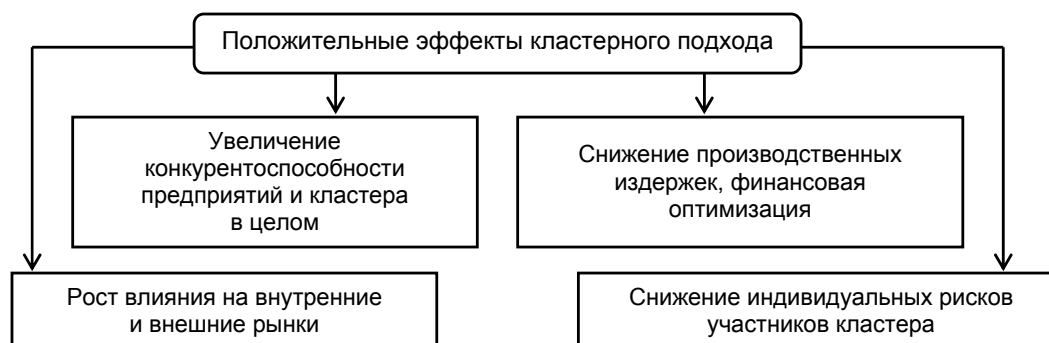 Положительные эффекты кластерного подхода
Увеличение
конкурентоспособности
предприятий и кластера
в целом
Снижение производственных
издержек, финансовая
оптимизация
Рост влияния на внутренние
и внешние рынки
Снижение индивидуальных рисков
участников кластера